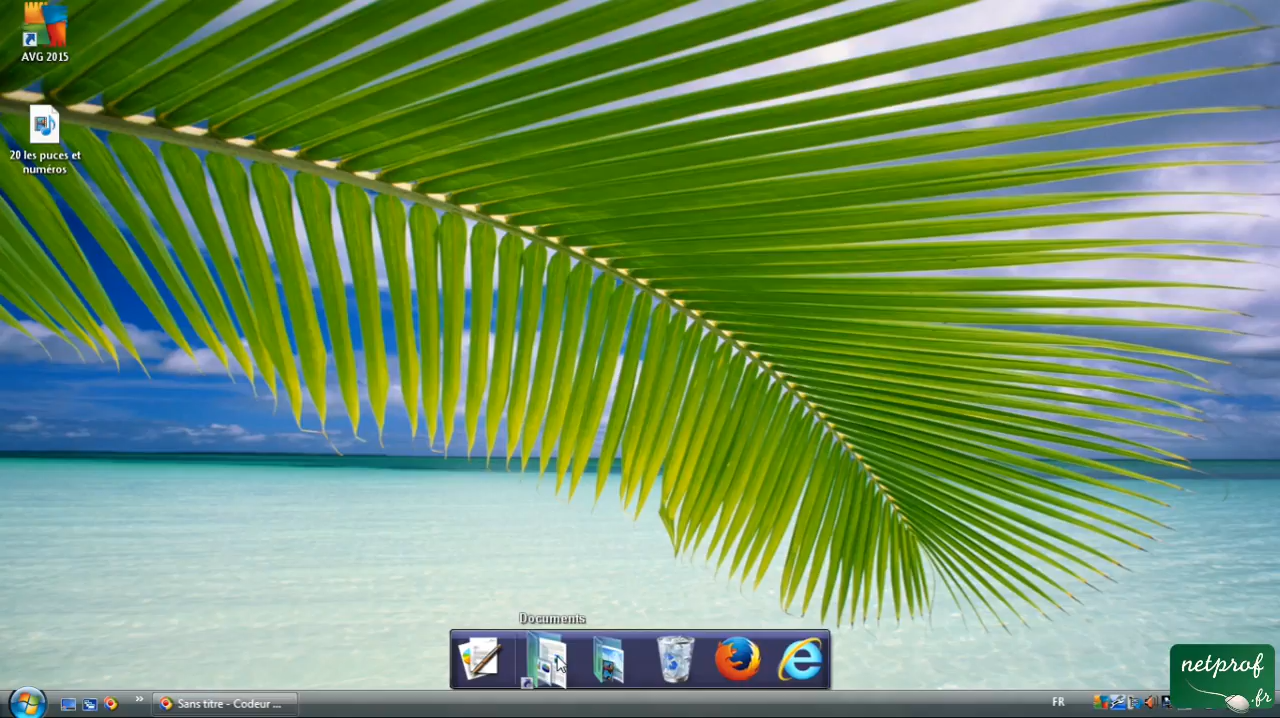 AVG 2015
20 les puces et
numéros
Documents
Sans titre - Codeur ...
FR
netprof
.fr